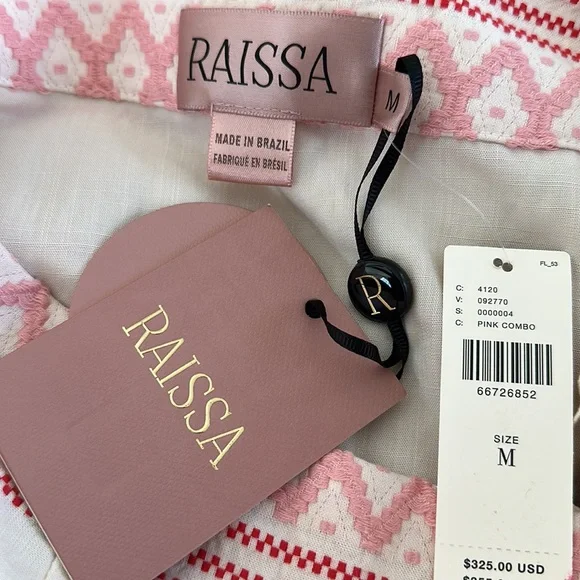 RAISSA
M
MADE IN BRAZIL
FABRIQUÉ EN BRÉSIL
R
RAISSA
FL_53
C: 4120
V: 092770
S: 0000004
C: PINK COMBO
66726852
SIZE
M
$325.00 USD